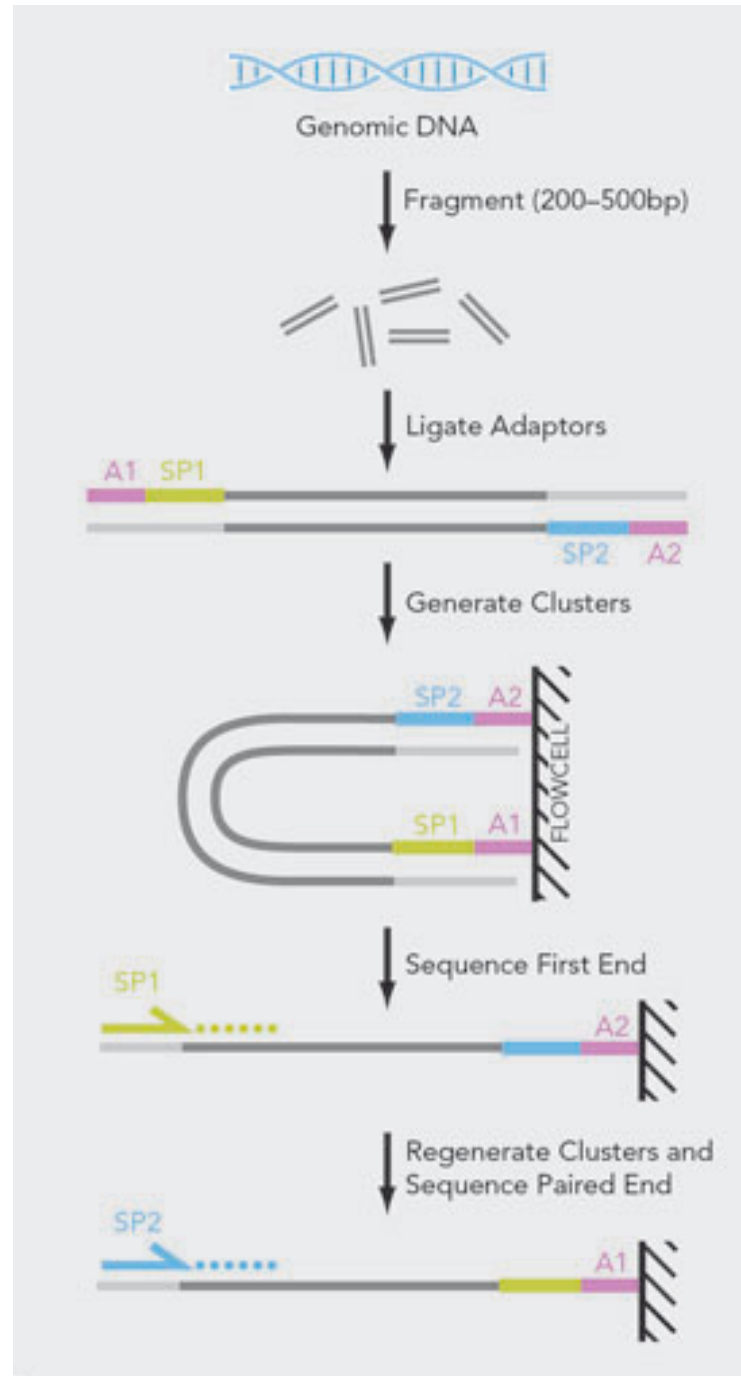 Genomic DNA
Fragment (200–500bp)
Ligate Adaptors
A1 SP1
SP2 A2
Generate Clusters
SP2 A2
FLOWCELL
SP1 A1
Sequence First End
SP1
A2
Regenerate Clusters and
Sequence Paired End
SP2
A1